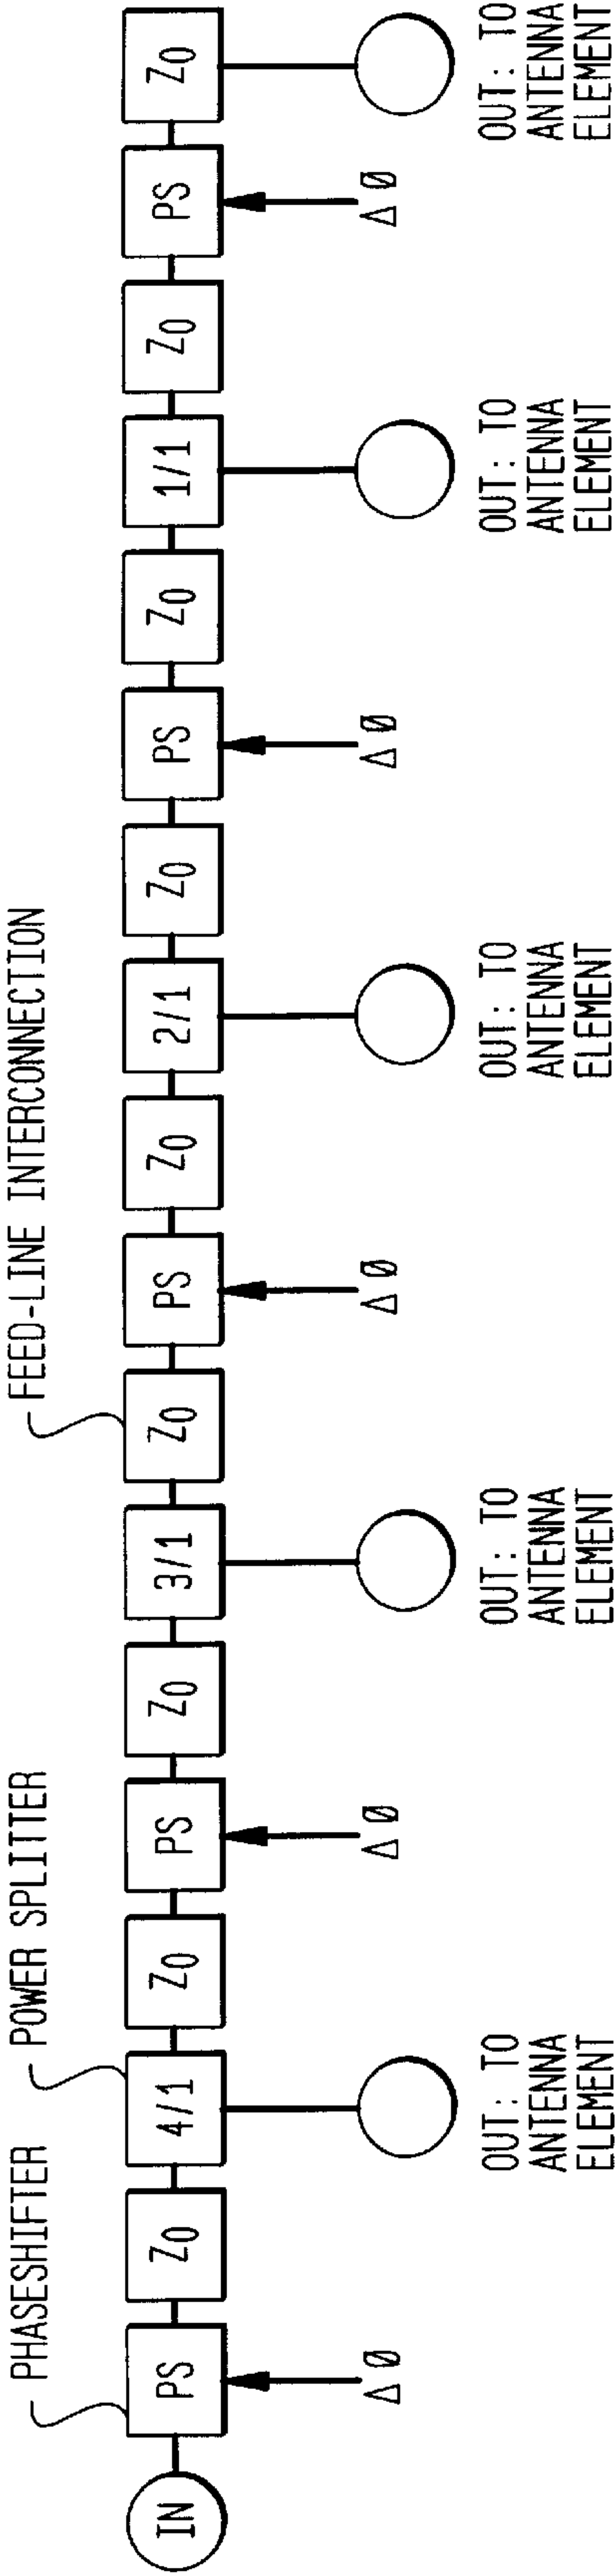 PHASESHIFTER
POWER SPLITTER
FEED-LINE INTERCONNECTION
IN
PS
Z0
4/1
Z0
PS
Z0
3/1
Z0
PS
Z0
2/1
Z0
PS
Z0
1/1
Z0
PS
Z0
Δ Ø
Δ Ø
Δ Ø
Δ Ø
Δ Ø
OUT: TO
ANTENNA
ELEMENT
OUT: TO
ANTENNA
ELEMENT
OUT: TO
ANTENNA
ELEMENT
OUT: TO
ANTENNA
ELEMENT
OUT: TO
ANTENNA
ELEMENT